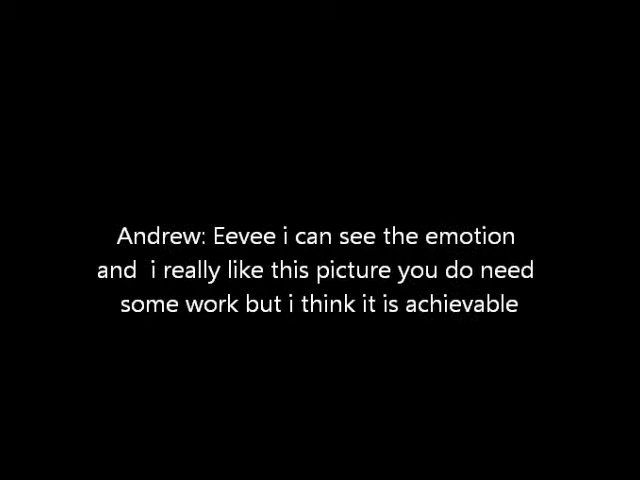 Andrew: Eevee i can see the emotion
and  i really like this picture you do need
some work but i think it is achievable